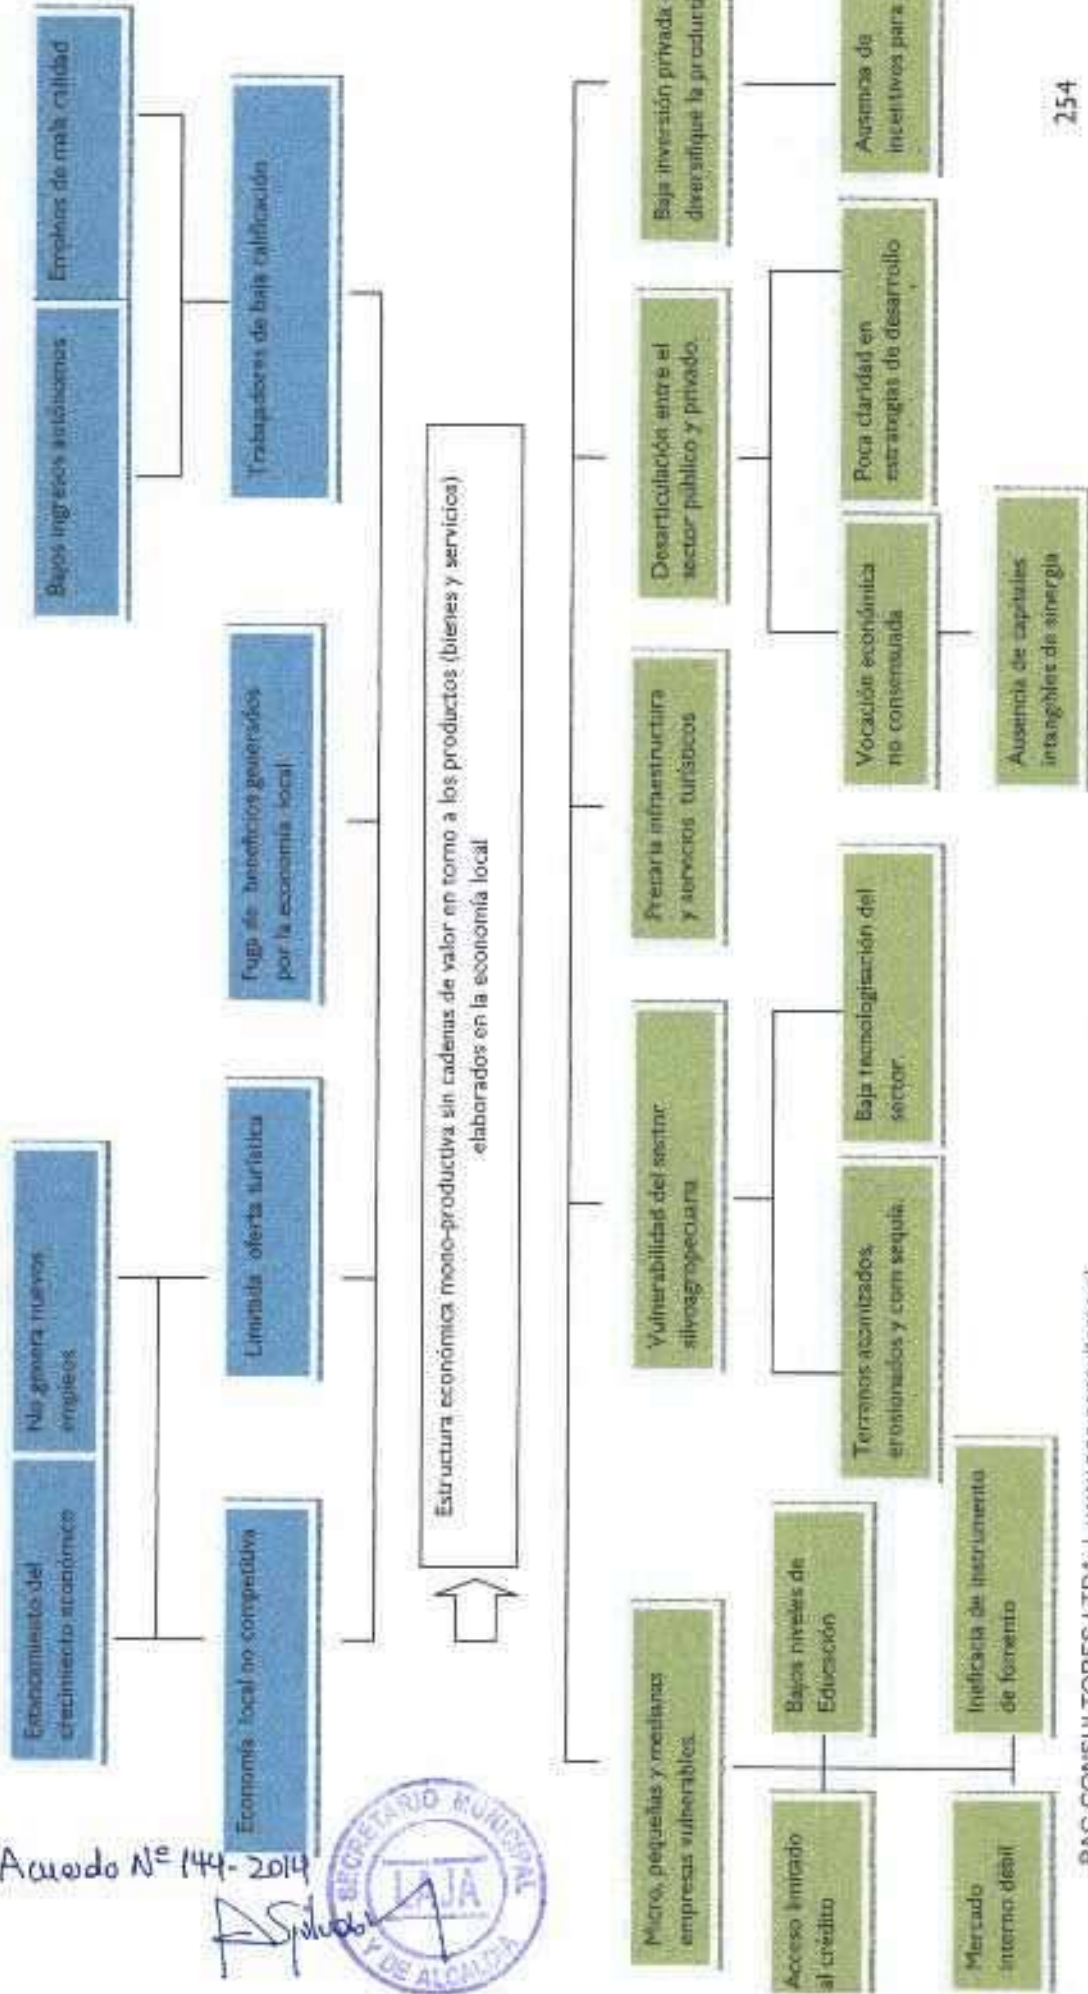 Estancamiento del
crecimiento económico
No genera nuevos
empleos
Bajos ingresos autónomos
Empleos de mala calidad
Economía local no competitiva
Limitada oferta turística
Fuga de beneficios generados
por la economía local
Trabajadores de baja calificación
Estructura económica mono-productiva sin cadenas de valor en torno a los productos (bienes y servicios)
elaborados en la economía local
Micro, pequeñas y medianas
empresas vulnerables.
Vulnerabilidad del sector
silvoagropecuario
Precaria infraestructura
y servicios turísticos
Desarticulación entre el
sector público y privado.
Baja inversión privada
diversifique la
Acceso limitado
al crédito
Bajos niveles de
Educación
Terrenos atomizados,
erosionados y con sequía.
Baja tecnologisación del
sector.
Vocación económica
no consensuada
Poca claridad en
estrategias de desarrollo
Ausencia de
incentivos para
Mercado
interno débil
Ineficacia de instrumento
de fomento
Ausencia de capitales
intangibles de sinergia
254
Acuerdo Nº 144-2014
SECRETARIO MUNICIPAL
LAJA
Y DE ALCALDIA